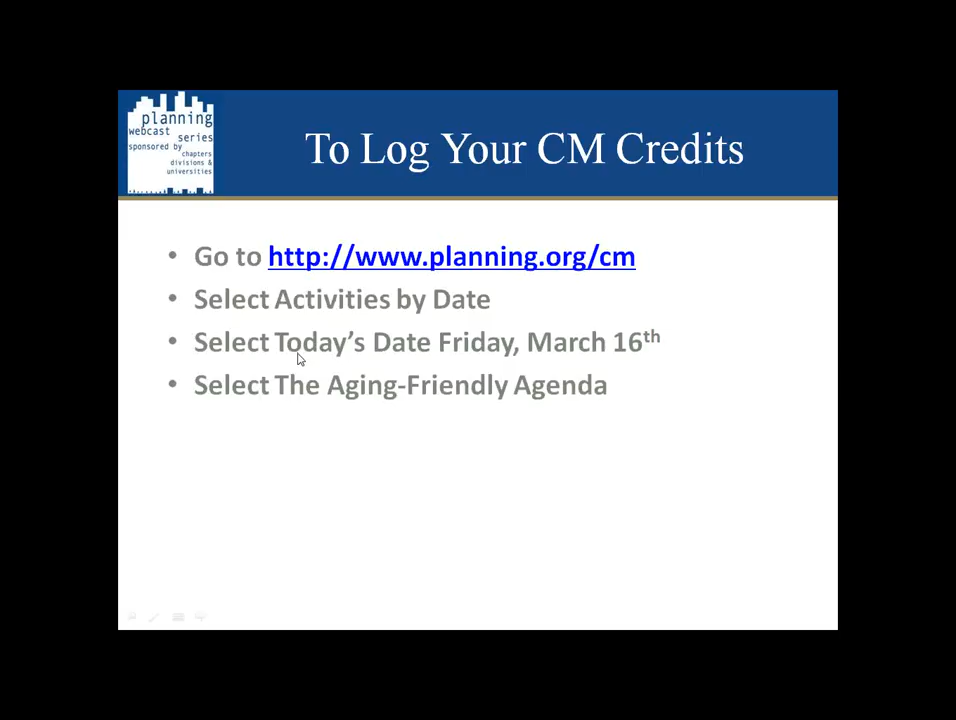 planning
webcast series
sponsored by
chapters
divisions &
universities
To Log Your CM Credits
• Go to http://www.planning.org/cm
• Select Activities by Date
• Select Today’s Date Friday, March 16th
• Select The Aging-Friendly Agenda